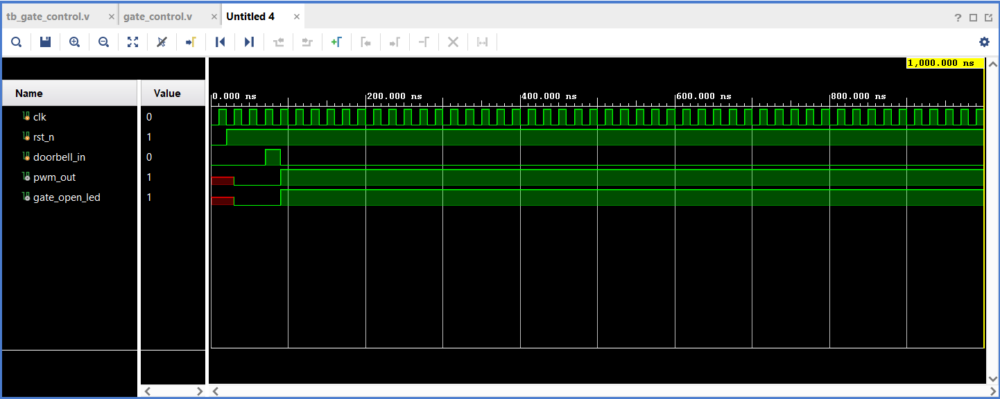 tb_gate_control.v × gate_control.v × Untitled 4 ×
?
1,000.000 ns
Name Value
0.000 ns 200.000 ns 400.000 ns 600.000 ns 800.000 ns
clk 0
rst_n 1
doorbell_in 0
pwm_out 1
gate_open_led 1